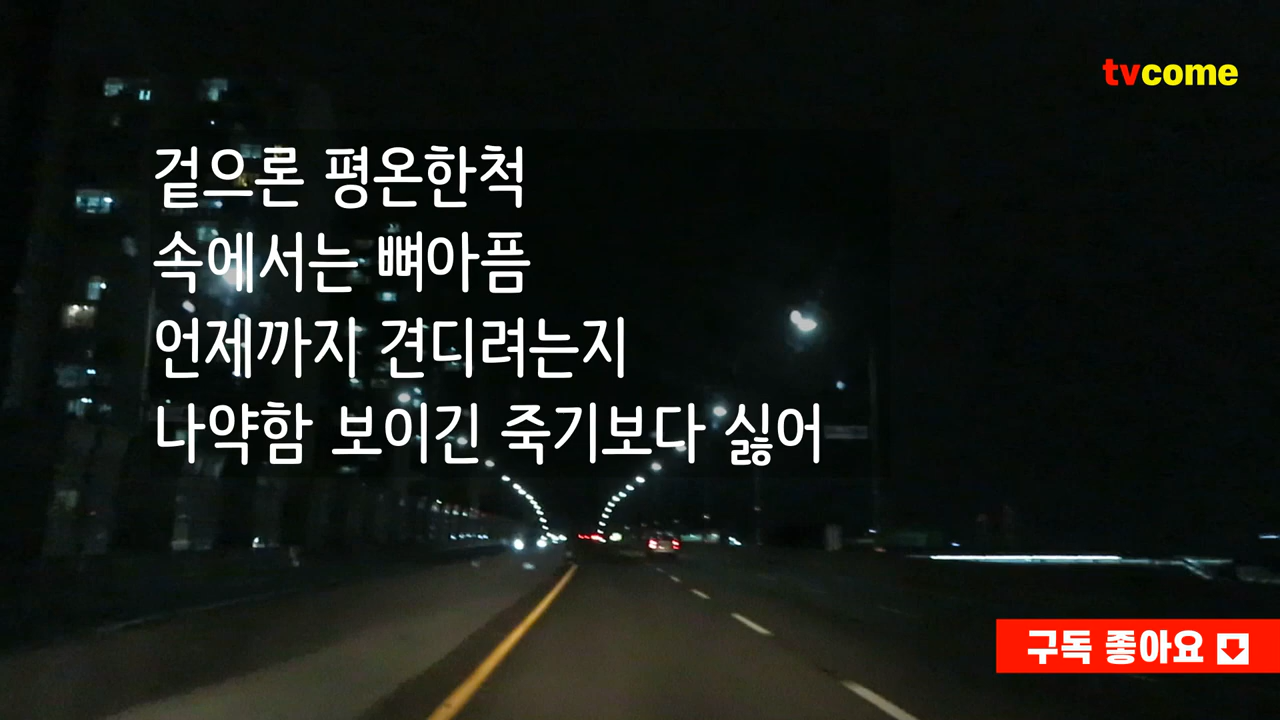 tvcome
겉으론 평온한척
속에서는 뼈아픔
언제까지 견디려는지
나약함 보이긴 죽기보다 싫어
구독 좋아요